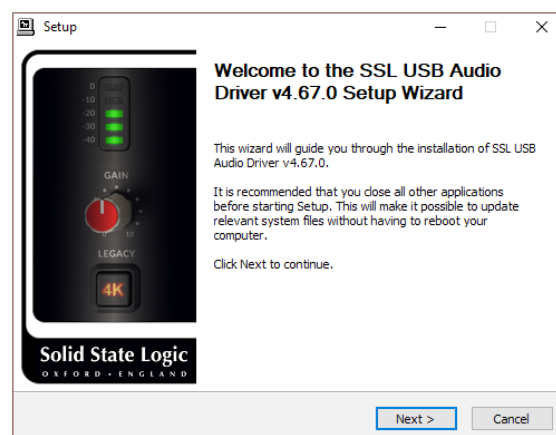 Setup
0
-10
-20
-30
-40
GAIN
0 10
LEGACY
4K
Solid State Logic
OXFORD • ENGLAND
Welcome to the SSL USB Audio
Driver v4.67.0 Setup Wizard
This wizard will guide you through the installation of SSL USB
Audio Driver v4.67.0.
It is recommended that you close all other applications
before starting Setup. This will make it possible to update
relevant system files without having to reboot your
computer.
Click Next to continue.
Next >
Cancel